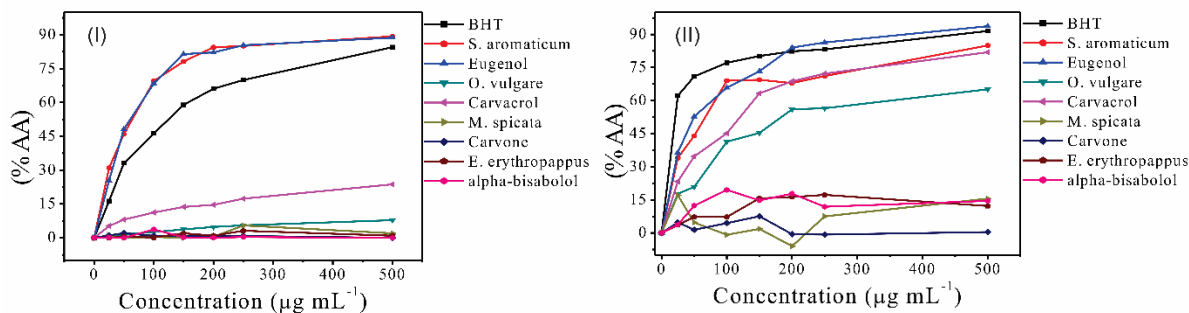 (I)
(% AA)
90
75
60
45
30
15
0
0
100
200
300
400
500
Concentration (µg mL⁻¹)
BHT
S. aromaticum
Eugenol
O. vulgare
Carvacrol
M. spicata
Carvone
E. erythropappus
alpha-bisabolol
(II)
(% AA)
90
75
60
45
30
15
0
0
100
200
300
400
500
Concentration (µg mL⁻¹)
BHT
S. aromaticum
Eugenol
O. vulgare
Carvacrol
M. spicata
Carvone
E. erythropappus
alpha-bisabolol